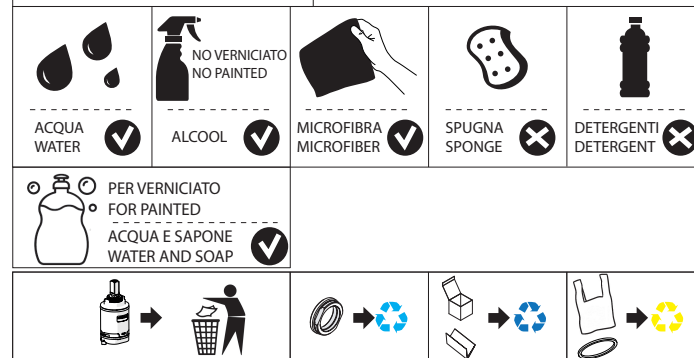 NO VERNICIATO
NO PAINTED
ACQUA
WATER
ALCOOL
MICROFIBRA
MICROFIBER
SPUGNA
SPONGE
DETERGENTI
DETERGENT
PER VERNICIATO
FOR PAINTED
ACQUA E SAPONE
WATER AND SOAP